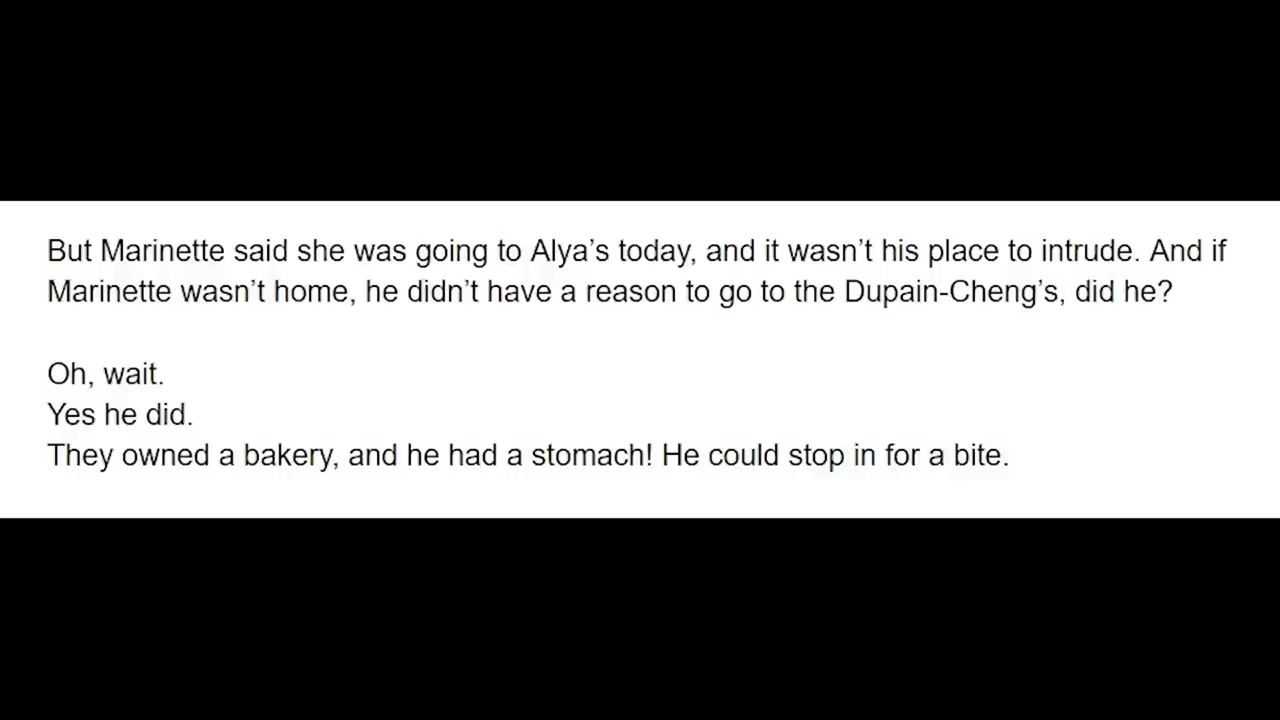 But Marinette said she was going to Alya’s today, and it wasn’t his place to intrude. And if
Marinette wasn’t home, he didn’t have a reason to go to the Dupain-Cheng’s, did he?
Oh, wait.
Yes he did.
They owned a bakery, and he had a stomach! He could stop in for a bite.